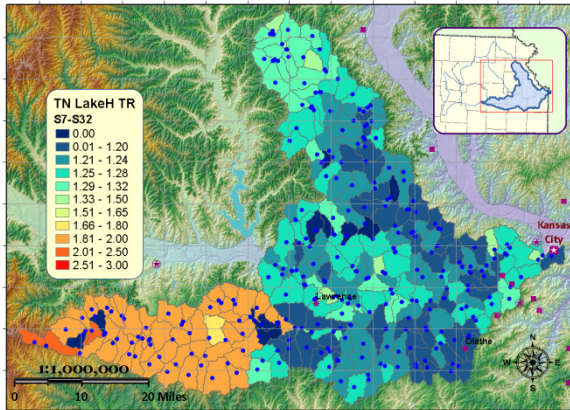 TN LakeH TR
S7-S32
0.00
0.01 - 1.20
1.21 - 1.24
1.25 - 1.28
1.29 - 1.32
1.33 - 1.50
1.51 - 1.65
1.66 - 1.80
1.81 - 2.00
2.01 - 2.50
2.51 - 3.00
Kansas
City
Lawrence
Olathe
N
W E
S
1:1,000,000
0 10 20 Miles